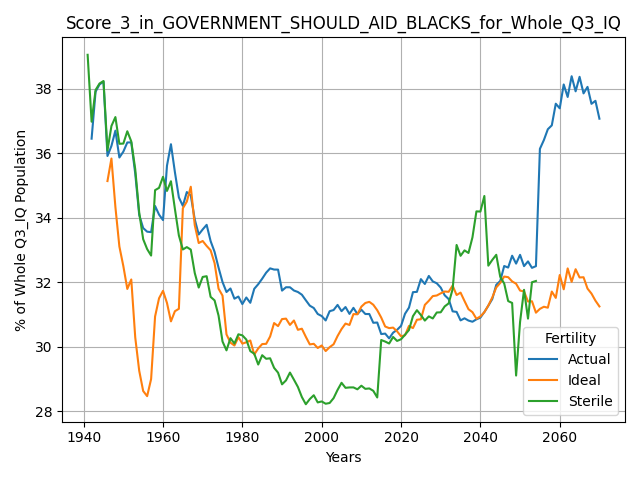 Score_3_in_GOVERNMENT_SHOULD_AID_BLACKS_for_Whole_Q3_IQ
% of Whole Q3_IQ Population
38
36
34
32
30
28
1940
1960
1980
2000
2020
2040
2060
Years
Fertility
Actual
Ideal
Sterile